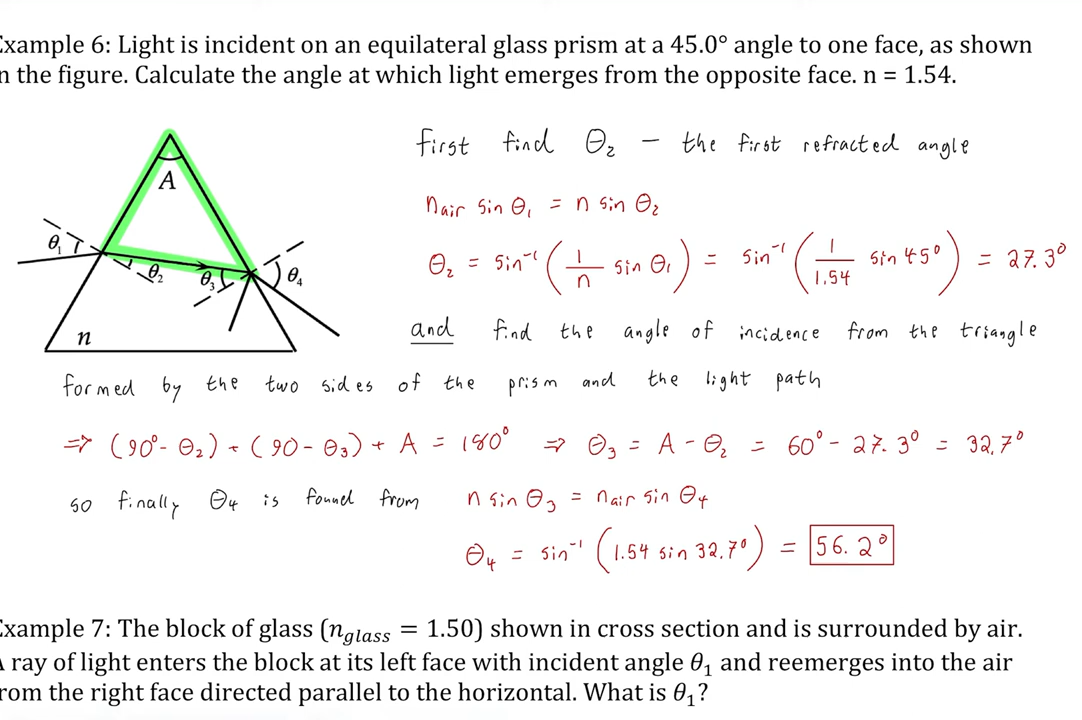 Example 6: Light is incident on an equilateral glass prism at a 45.0° angle to one face, as shown
in the figure. Calculate the angle at which light emerges from the opposite face. n = 1.54.
first find θ₂ — the first refracted angle
A
n_air sin θ₁ = n sin θ₂
θ₁
θ₂
θ₃
θ₄
θ₂ = sin⁻¹ (1/n sin θ₁) = sin⁻¹ (1/1.54 sin 45°) = 27.3°
n
and find the angle of incidence from the triangle
formed by the two sides of the prism and the light path
⇒ (90° - θ₂) + (90 - θ₃) + A = 180° ⇒ θ₃ = A - θ₂ = 60° - 27.3° = 32.7°
so finally θ₄ is found from n sin θ₃ = n_air sin θ₄
θ₄ = sin⁻¹ (1.54 sin 32.7°) = 56.2°
Example 7: The block of glass (n_glass = 1.50) shown in cross section and is surrounded by air.
A ray of light enters the block at its left face with incident angle θ₁ and reemerges into the air
from the right face directed parallel to the horizontal. What is θ₁?